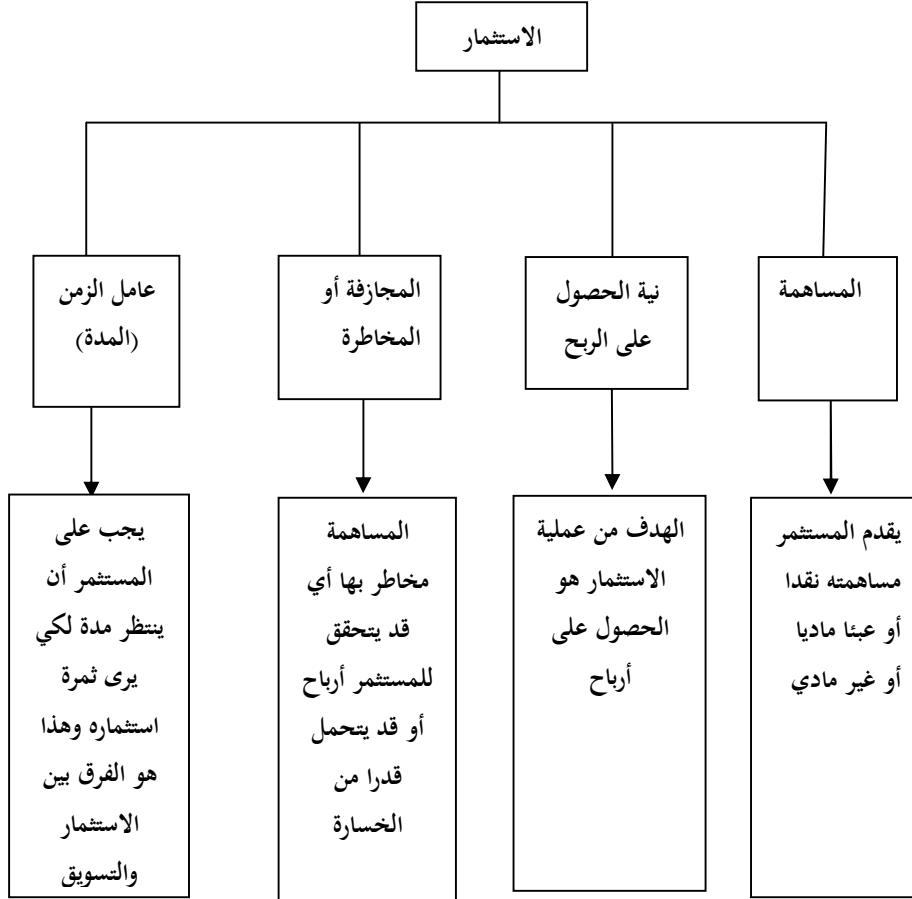 الاستثمار
المساهمة
نية الحصول
على الربح
المجازفة أو
المخاطرة
عامل الزمن
(المدة)
يقدم المستثمر
مساهمته نقدا
أو عبئا ماديا
أو غير مادي
الهدف من عملية
الاستثمار هو
الحصول على
أرباح
المساهمة
مخاطر بها أي
قد يتحقق
للمستثمر أرباح
أو قد يتحمل
قدرا من
الخسارة
يجب على
المستثمر أن
ينتظر مدة لكي
يرى ثمرة
استثماره وهذا
هو الفرق بين
الاستثمار
والتسويق